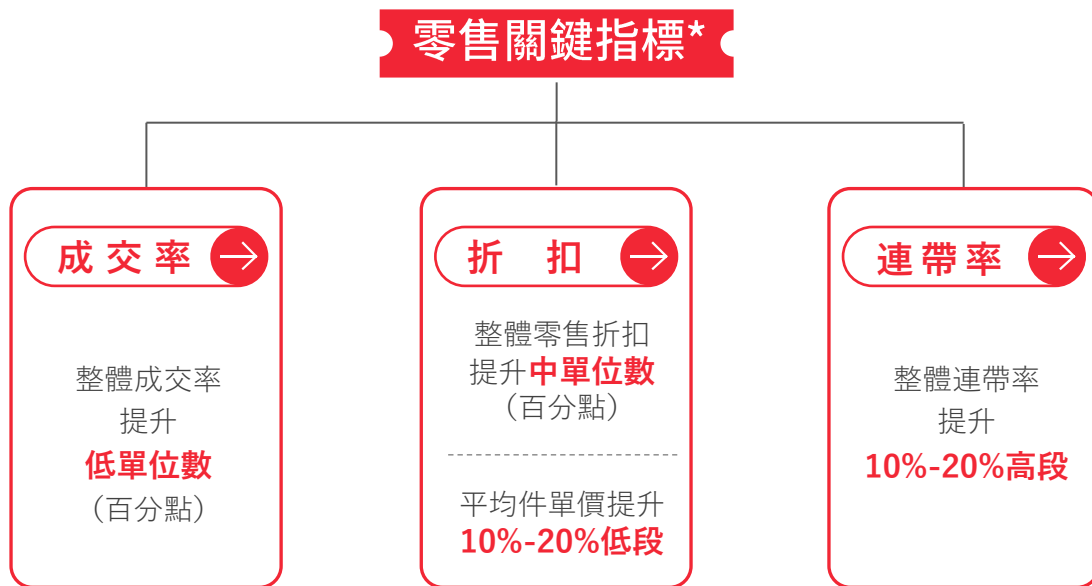 零售關鍵指標*
成交率
整體成交率
提升
低單位數
（百分點）
折 扣
整體零售折扣
提升中單位數
（百分點）
平均件單價提升
10%-20%低段
連帶率
整體連帶率
提升
10%-20%高段